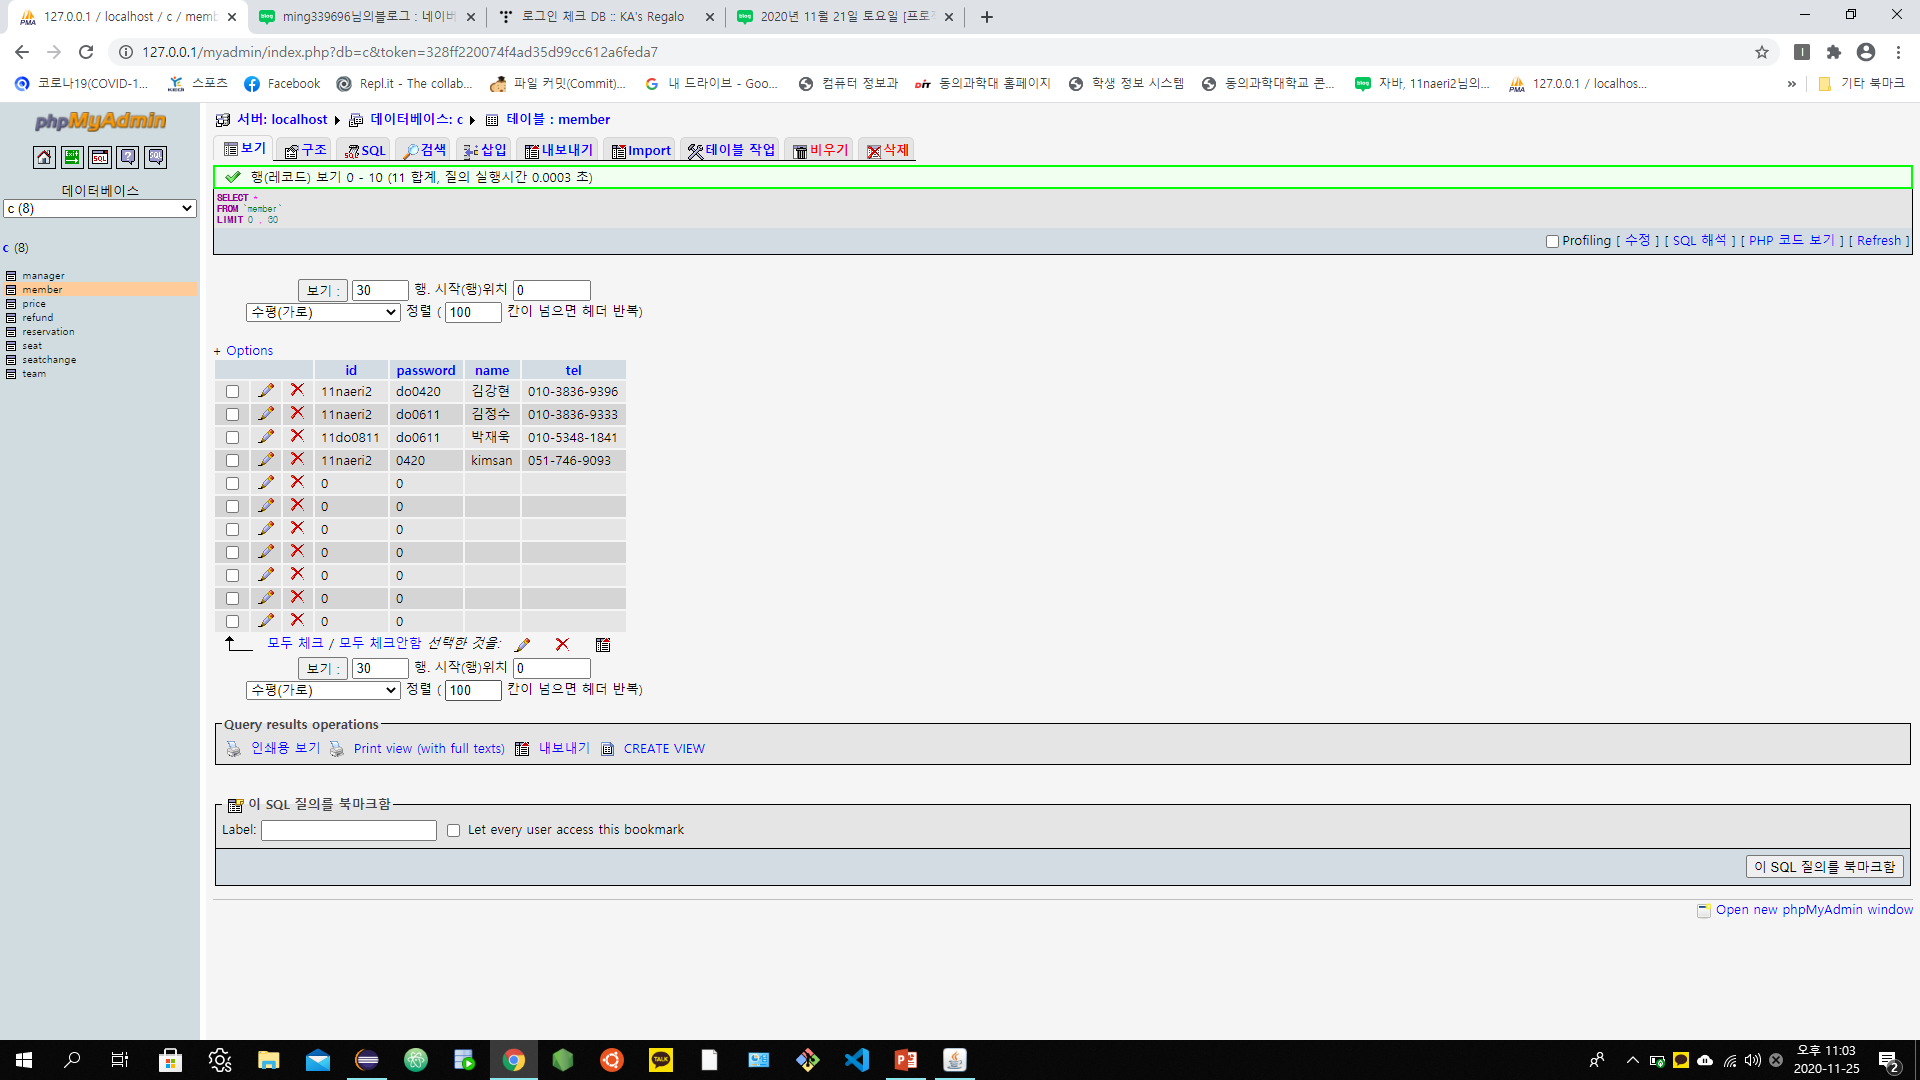 127.0.0.1 / localhost / c / memb
ming339696님의블로그 : 네이버
로그인 체크 DB :: KA's Regalo
2020년 11월 21일 토요일 [프로젝
127.0.0.1/myadmin/index.php?db=c&token=328ff220074f4ad35d99cc612a6feda7
코로나19(COVID-1...
스포츠
Facebook
Repl.it - The collab...
파일 커밋(Commit)...
내 드라이브 - Goo...
컴퓨터 정보과
동의과학대 홈페이지
학생 정보 시스템
동의과학대학교 콘...
자바, 11naeri2님의...
127.0.0.1 / localhos...
» 기타 북마크
phpMyAdmin
데이터베이스
c (8)
c (8)
manager
member
price
refund
reservation
seat
seatchange
team
서버: localhost ▸ 데이터베이스: c ▸ 테이블 : member
보기 구조 SQL 검색 삽입 내보내기 Import 테이블 작업 비우기 삭제
행(레코드) 보기 0 - 10 (11 합계, 질의 실행시간 0.0003 초)
SELECT *
FROM `member`
LIMIT 0 , 30
Profiling [ 수정 ] [ SQL 해석 ] [ PHP 코드 보기 ] [ Refresh ]
보기 : 30 행. 시작(행)위치 0
수평(가로) 정렬 ( 100 칸이 넘으면 헤더 반복)
+ Options
id password name tel
11naeri2 do0420 김강현 010-3836-9396
11naeri2 do0611 김정수 010-3836-9333
11do0811 do0611 박재욱 010-5348-1841
11naeri2 0420 kimsan 051-746-9093
0 0
0 0
0 0
0 0
0 0
0 0
0 0
모두 체크 / 모두 체크안함 선택한 것을:
보기 : 30 행. 시작(행)위치 0
수평(가로) 정렬 ( 100 칸이 넘으면 헤더 반복)
Query results operations
인쇄용 보기 Print view (with full texts) 내보내기 CREATE VIEW
이 SQL 질의를 북마크함
Label: Let every user access this bookmark
이 SQL 질의를 북마크함
Open new phpMyAdmin window
오후 11:03
2020-11-25
2